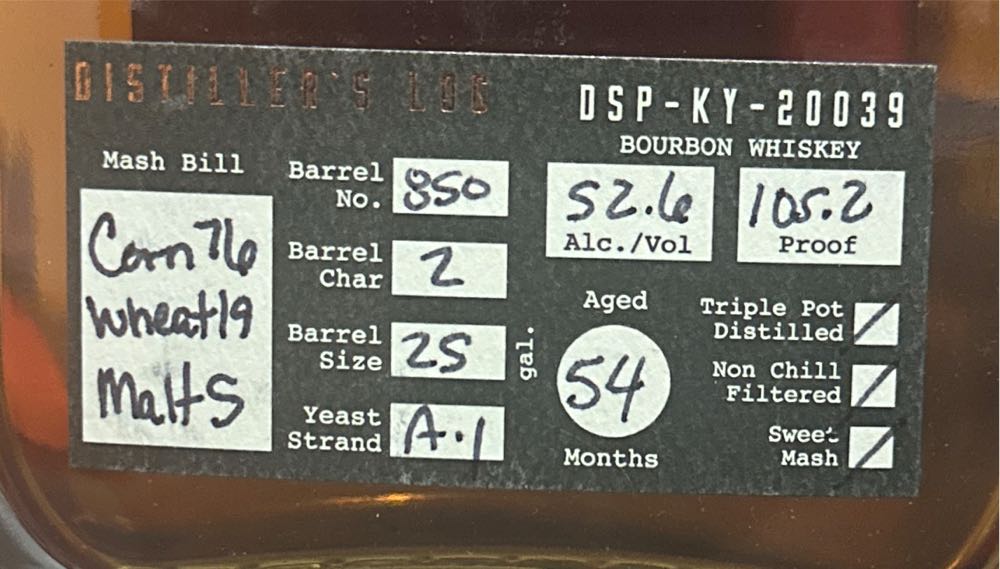 DISTILLER'S LOG
DSP-KY-20039
BOURBON WHISKEY
Mash Bill
Corn 76
Wheat 19
Malt 5
Barrel No. 850
Barrel Char 2
Barrel Size 25 gal.
Yeast Strand A.1
52.6
Alc./Vol
105.2
Proof
Aged
54
Months
Triple Pot
Distilled
Non Chill
Filtered
Sweet
Mash